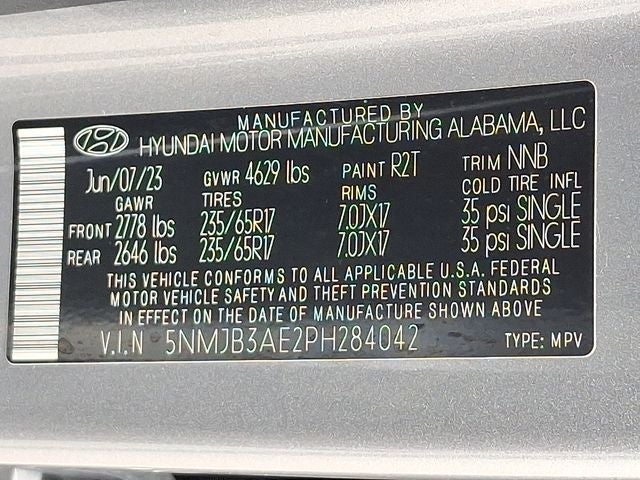 MANUFACTURED BY
HYUNDAI MOTOR MANUFACTURING ALABAMA, LLC
Jun/07/23 GVWR 4629 lbs PAINT R2T TRIM NNB
GAWR TIRES RIMS COLD TIRE INFL
FRONT 2778 lbs 235/65R17 7.0JX17 35 psi SINGLE
REAR 2646 lbs 235/65R17 7.0JX17 35 psi SINGLE
THIS VEHICLE CONFORMS TO ALL APPLICABLE U.S.A. FEDERAL
MOTOR VEHICLE SAFETY AND THEFT PREVENTION STANDARDS
IN EFFECT ON THE DATE OF MANUFACTURE SHOWN ABOVE
V.I.N 5NMJB3AE2PH284042 TYPE: MPV